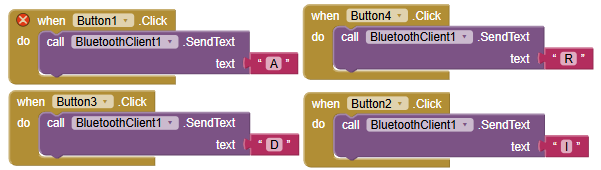 when Button1 .Click
do call BluetoothClient1 .SendText
text " A "
when Button4 .Click
do call BluetoothClient1 .SendText
text " R "
when Button3 .Click
do call BluetoothClient1 .SendText
text " D "
when Button2 .Click
do call BluetoothClient1 .SendText
text " I "